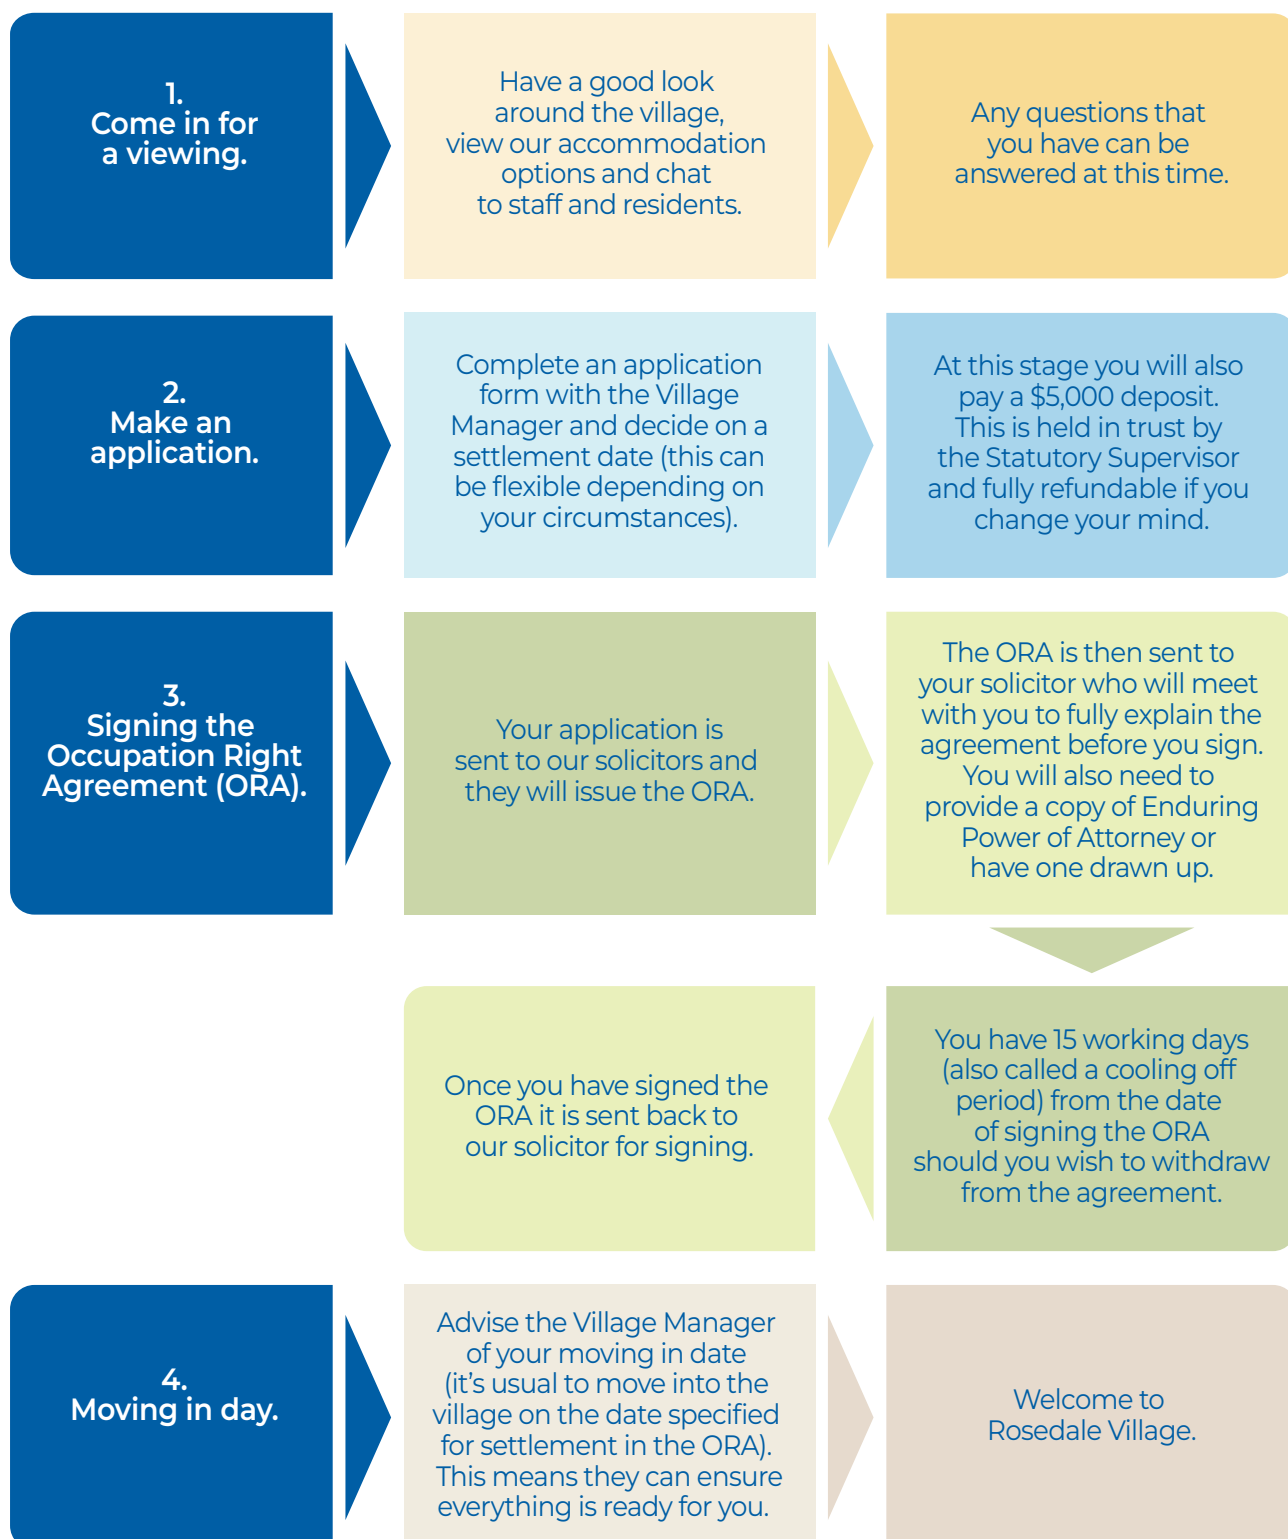 1.
Come in for
a viewing.
Have a good look
around the village,
view our accommodation
options and chat
to staff and residents.
Any questions that
you have can be
answered at this time.
2.
Make an
application.
Complete an application
form with the Village
Manager and decide on a
settlement date (this can
be flexible depending on
your circumstances).
At this stage you will also
pay a $5,000 deposit.
This is held in trust by
the Statutory Supervisor
and fully refundable if you
change your mind.
3.
Signing the
Occupation Right
Agreement (ORA).
Your application is
sent to our solicitors and
they will issue the ORA.
The ORA is then sent to
your solicitor who will meet
with you to fully explain the
agreement before you sign.
You will also need to
provide a copy of Enduring
Power of Attorney or
have one drawn up.
You have 15 working days
(also called a cooling off
period) from the date
of signing the ORA
should you wish to withdraw
from the agreement.
Once you have signed the
ORA it is sent back to
our solicitor for signing.
4.
Moving in day.
Advise the Village Manager
of your moving in date
(it's usual to move into the
village on the date specified
for settlement in the ORA).
This means they can ensure
everything is ready for you.
Welcome to
Rosedale Village.